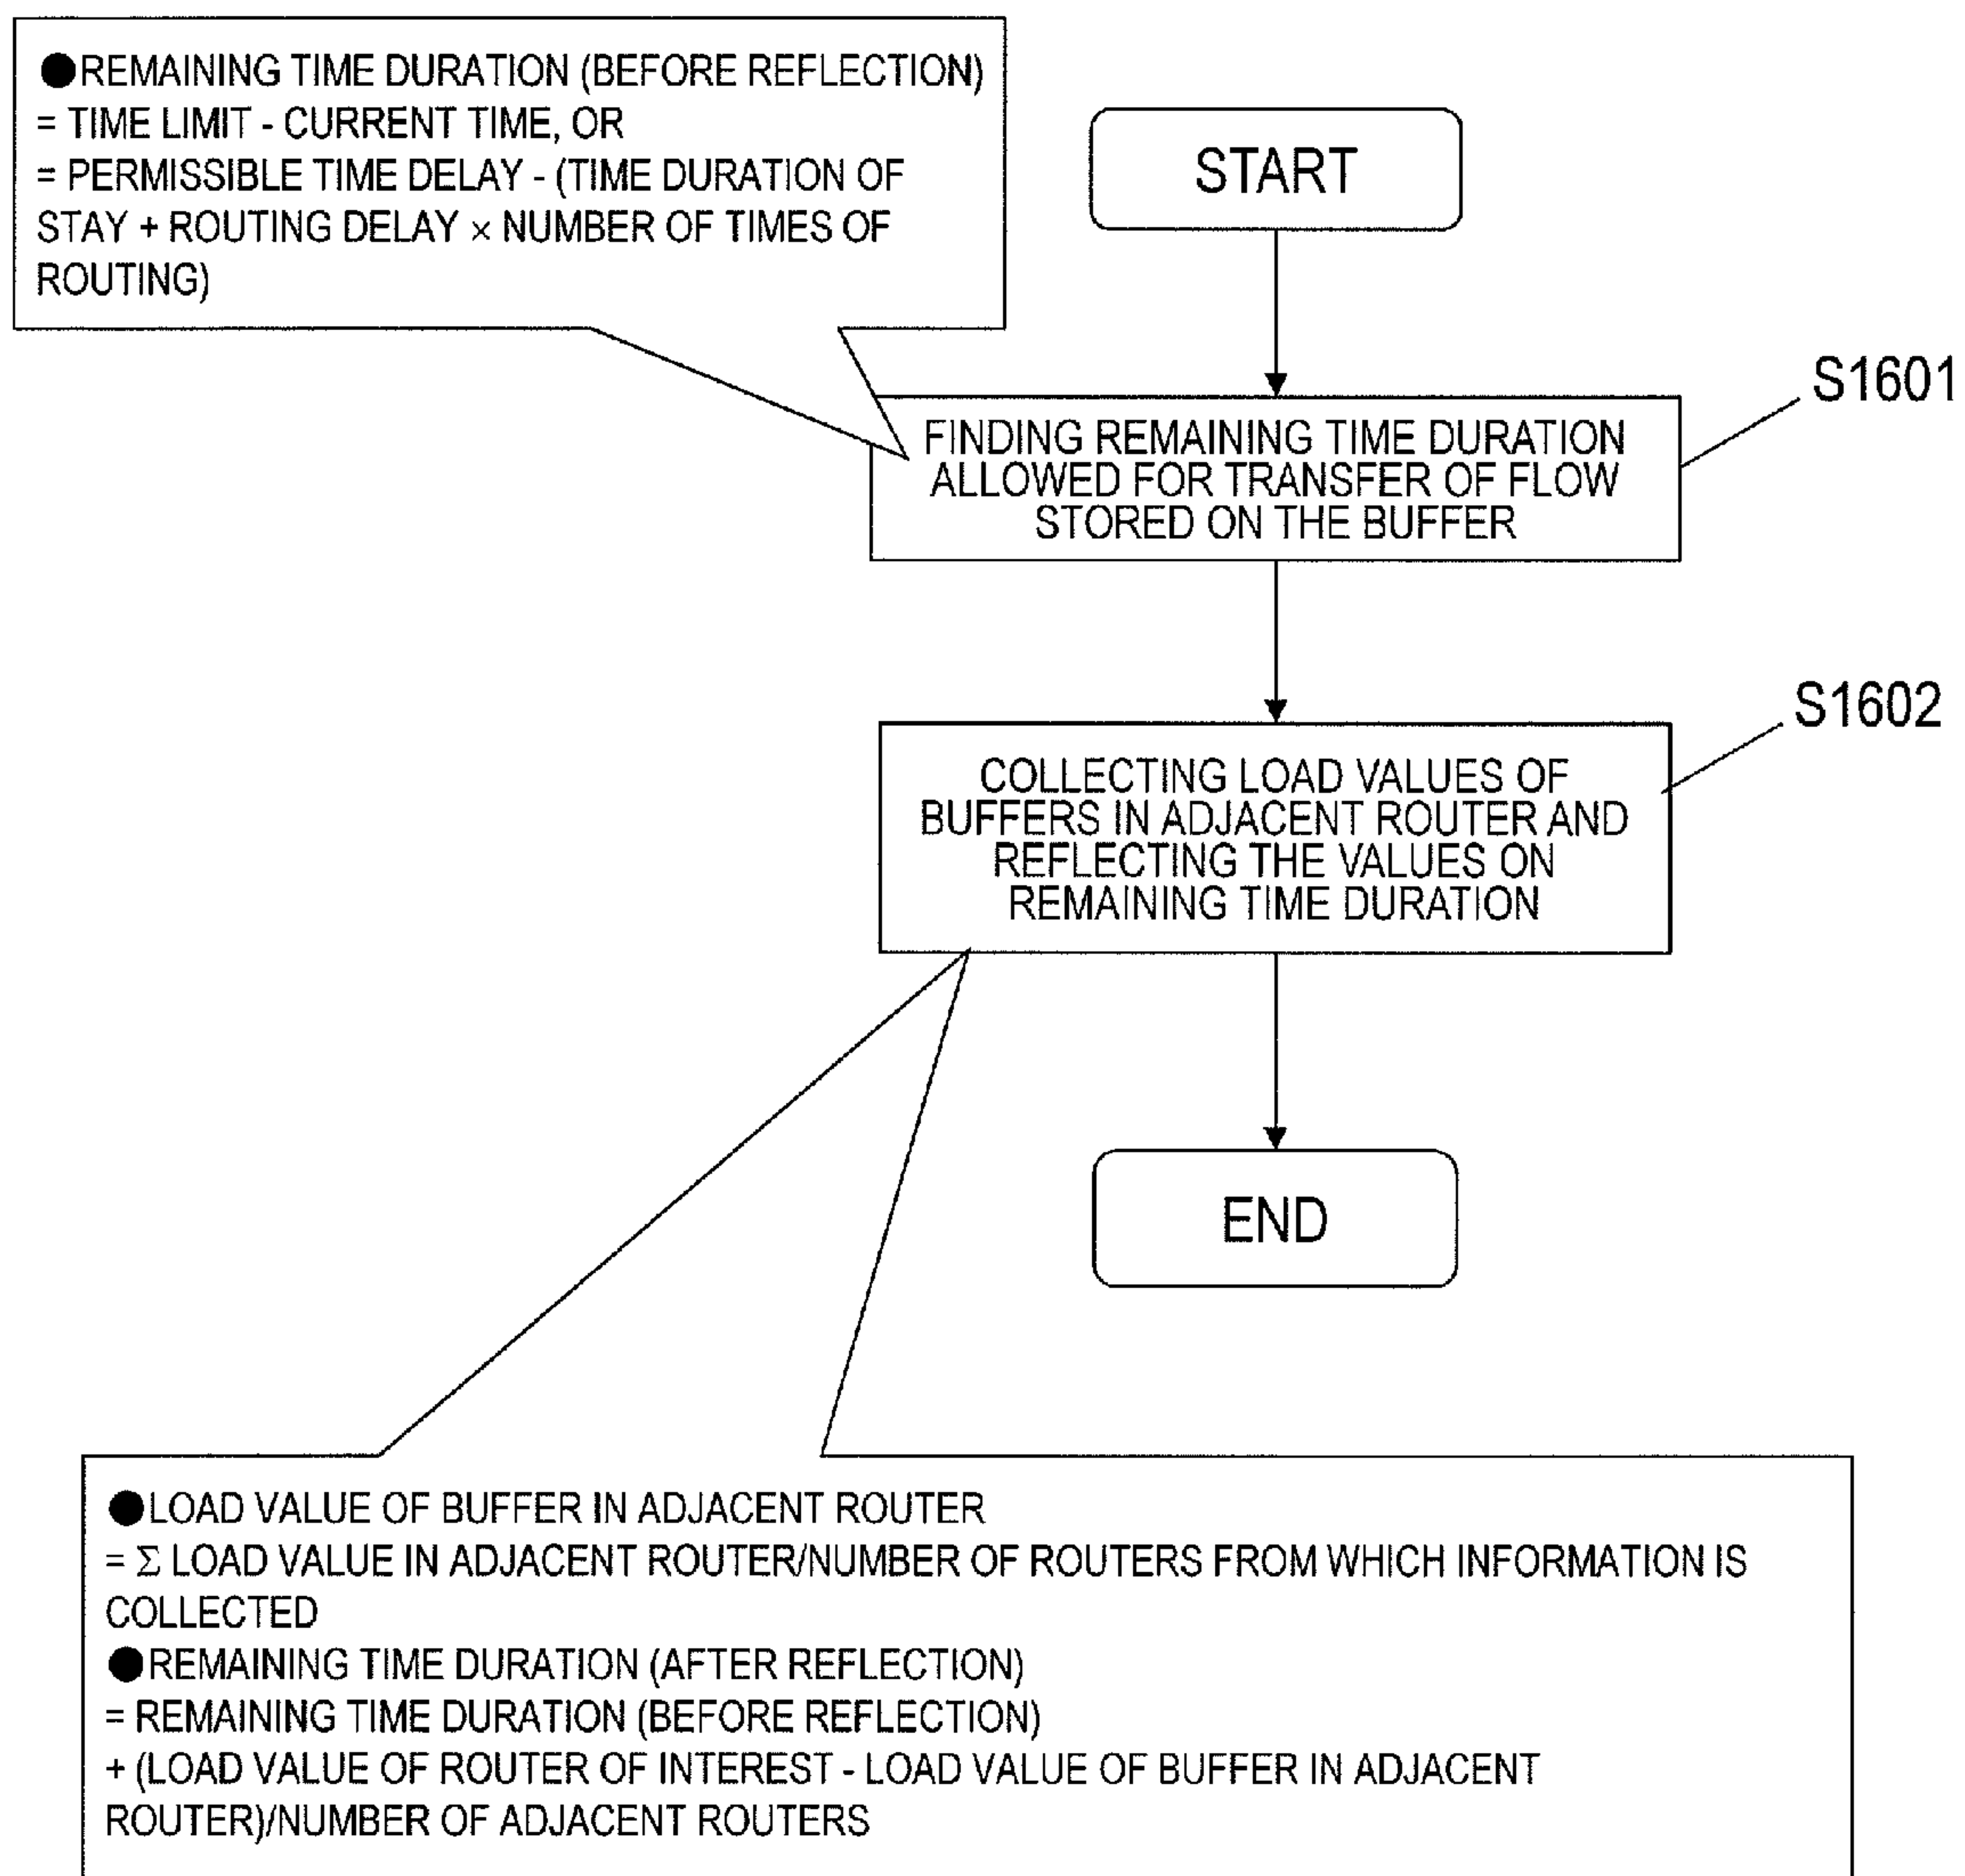 ●REMAINING TIME DURATION (BEFORE REFLECTION)
= TIME LIMIT - CURRENT TIME, OR
= PERMISSIBLE TIME DELAY - (TIME DURATION OF
STAY + ROUTING DELAY × NUMBER OF TIMES OF
ROUTING)
START
S1601
FINDING REMAINING TIME DURATION
ALLOWED FOR TRANSFER OF FLOW
STORED ON THE BUFFER
S1602
COLLECTING LOAD VALUES OF
BUFFERS IN ADJACENT ROUTER AND
REFLECTING THE VALUES ON
REMAINING TIME DURATION
END
●LOAD VALUE OF BUFFER IN ADJACENT ROUTER
= Σ LOAD VALUE IN ADJACENT ROUTER/NUMBER OF ROUTERS FROM WHICH INFORMATION IS
COLLECTED
●REMAINING TIME DURATION (AFTER REFLECTION)
= REMAINING TIME DURATION (BEFORE REFLECTION)
+ (LOAD VALUE OF ROUTER OF INTEREST - LOAD VALUE OF BUFFER IN ADJACENT
ROUTER)/NUMBER OF ADJACENT ROUTERS